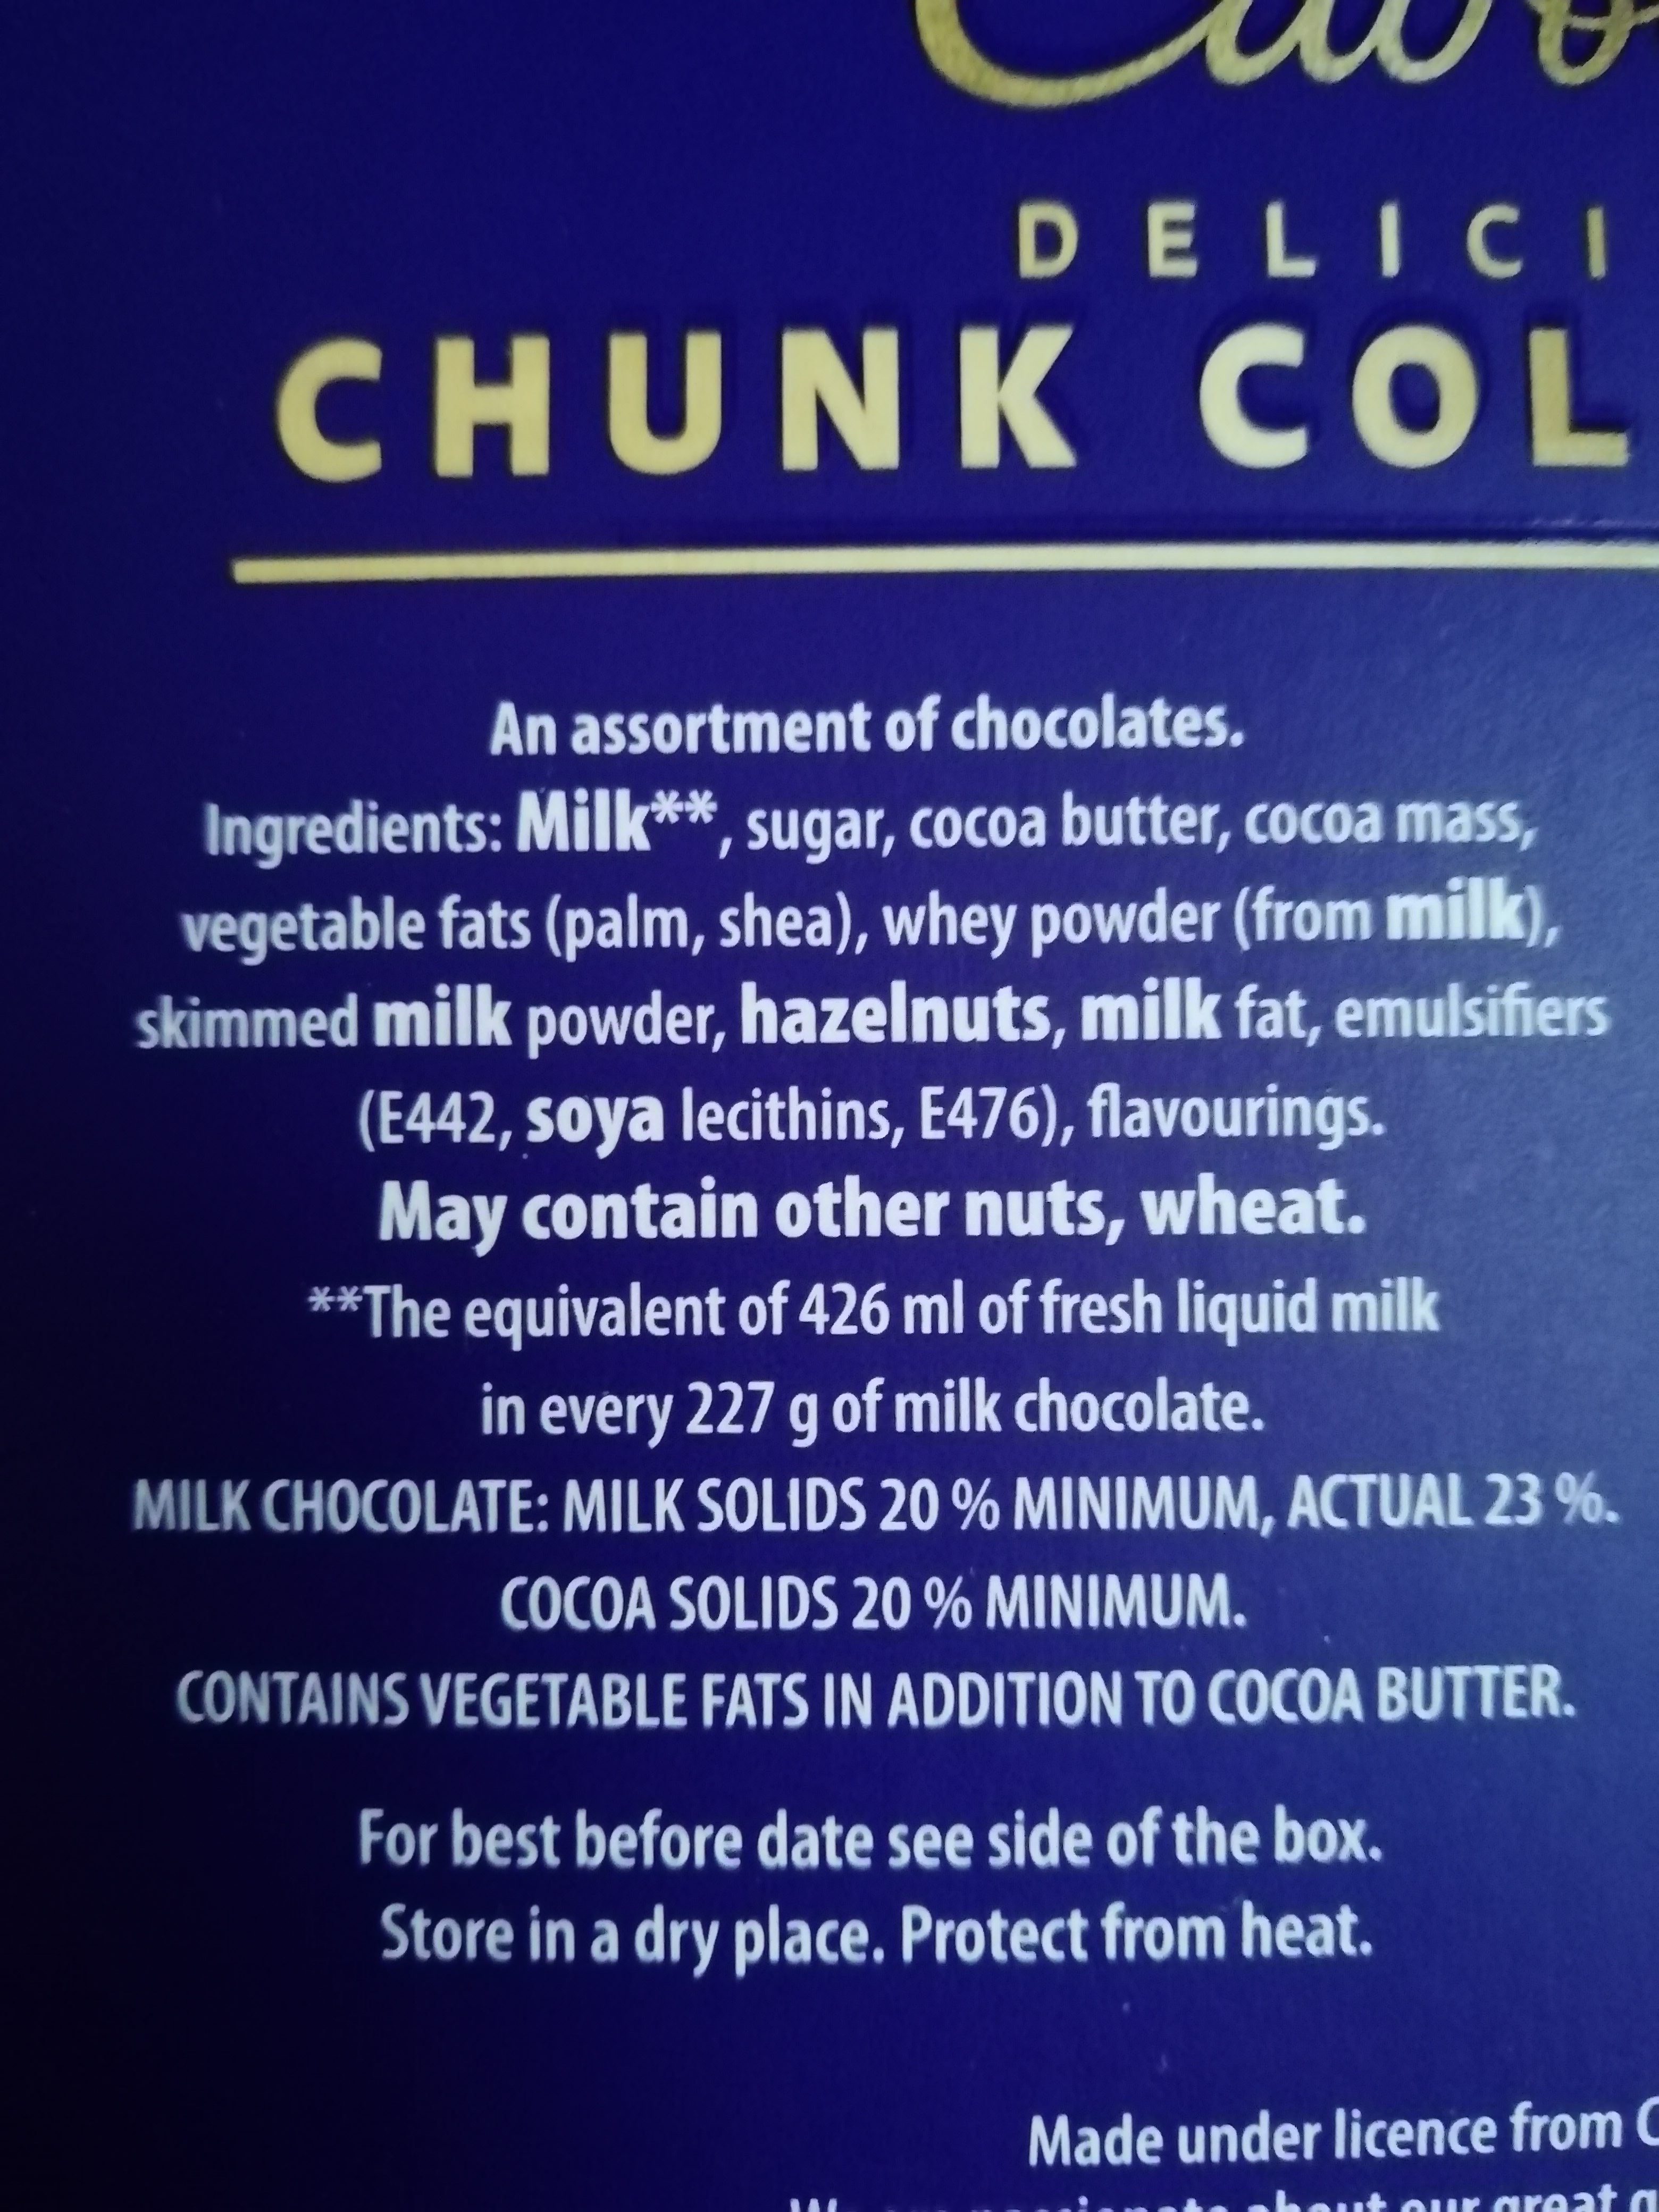 DELICI
CHUNK COL
An assortment of chocolates.
Ingredients: Milk**, sugar, cocoa butter, cocoa mass,
vegetable fats (palm, shea), whey powder (from milk),
skimmed milk powder, hazelnuts, milk fat, emulsifiers
(E442, soya lecithins, E476), flavourings.
May contain other nuts, wheat.
**The equivalent of 426 ml of fresh liquid milk
in every 227 g of milk chocolate.
MILK CHOCOLATE: MILK SOLIDS 20 % MINIMUM, ACTUAL 23 %.
COCOA SOLIDS 20 % MINIMUM.
CONTAINS VEGETABLE FATS IN ADDITION TO COCOA BUTTER.
For best before date see side of the box.
Store in a dry place. Protect from heat.
Made under licence from C
about our great